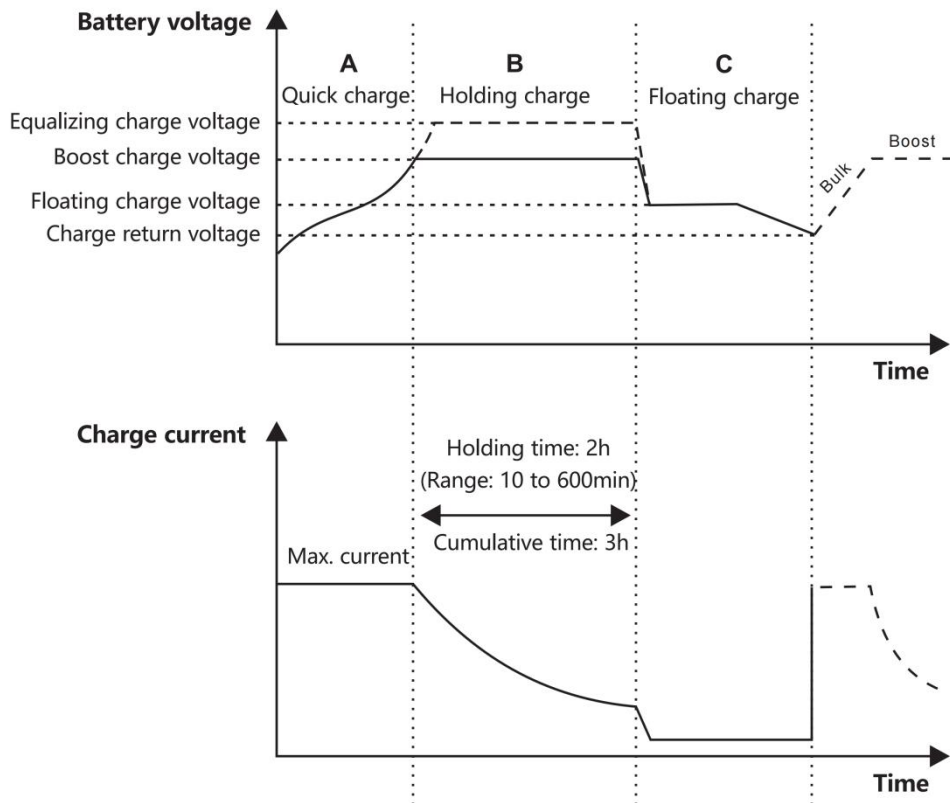 Battery voltage
A
B
C
Quick charge
Holding charge
Floating charge
Equalizing charge voltage
Boost charge voltage
Floating charge voltage
Charge return voltage
Bulk
Boost
Time
Charge current
Holding time: 2h
(Range: 10 to 600min)
Cumulative time: 3h
Max. current
Time